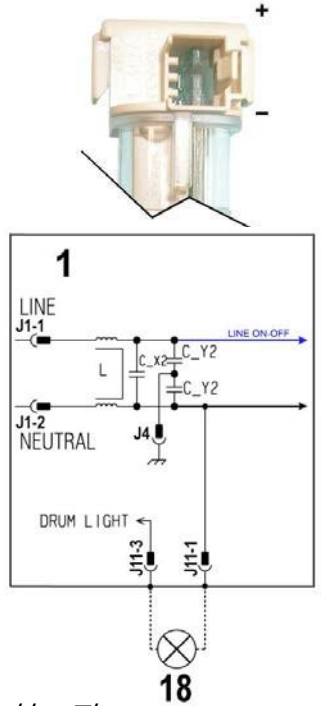 +
−
1
LINE
J1-1
LINE ON-OFF
L
C_X2
C_Y2
C_Y2
J1-2
NEUTRAL
J4
DRUM LIGHT
J11-3
J11-1
18